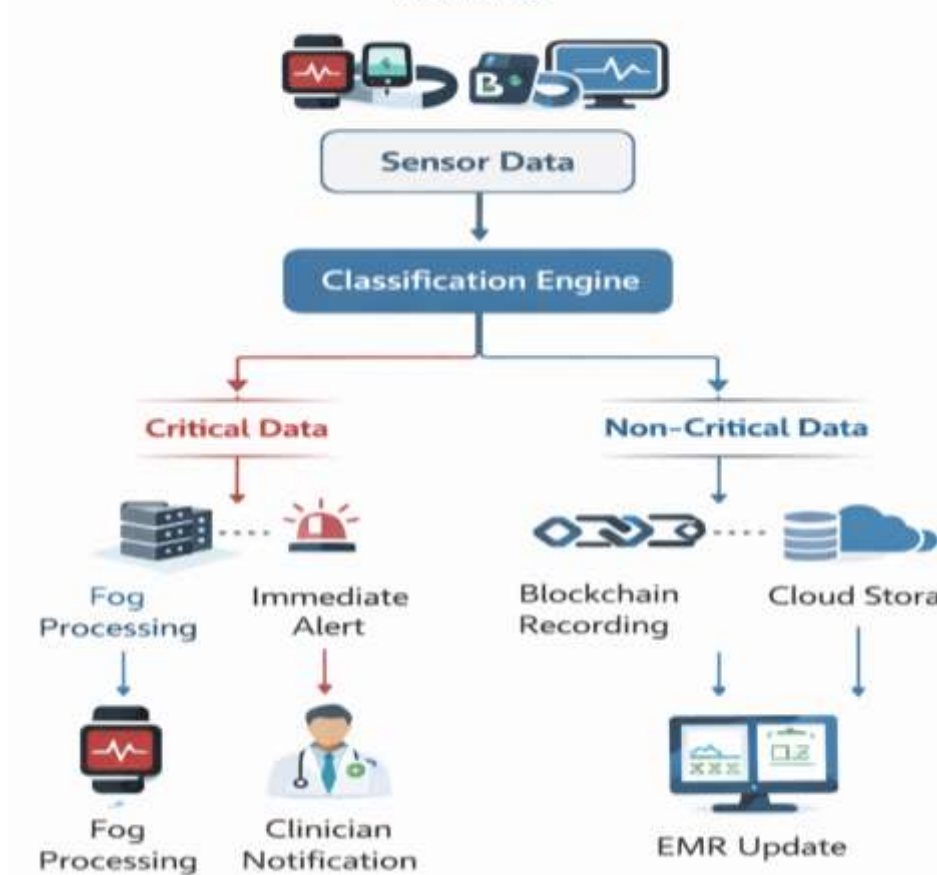 Sensor Data
Classification Engine
Critical Data
Non-Critical Data
Fog
Processing
Immediate
Alert
Blockchain
Recording
Cloud Stora
Fog
Processing
Clinician
Notification
EMR Update